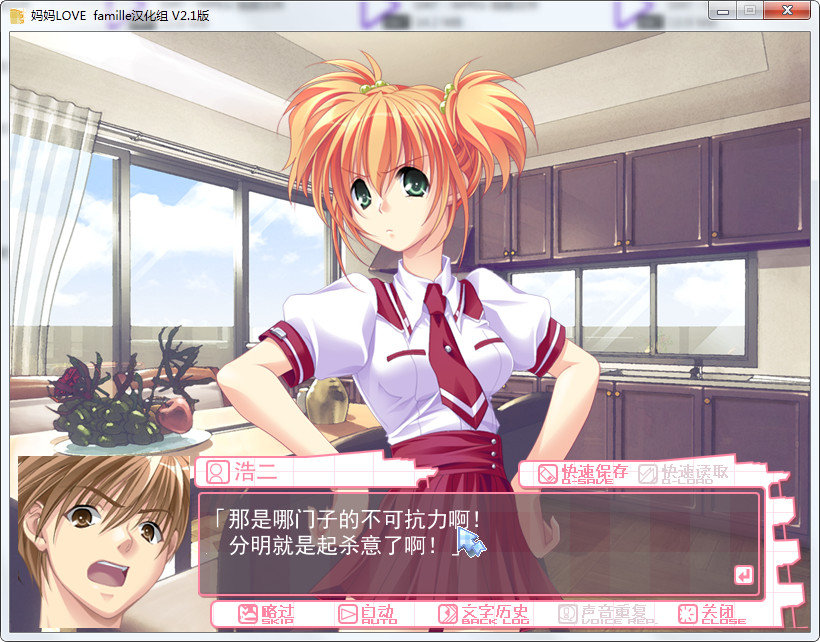 妈妈LOVE famille汉化组 V2.1版
浩二
快速保存
Q-SAVE
快速读取
Q-LOAD
「那是哪门子的不可抗力啊!
分明就是起杀意了啊! 」
略过
SKIP
自动
AUTO
文字历史
BACK LOG
声音重复
VOICE REP.
关闭
CLOSE